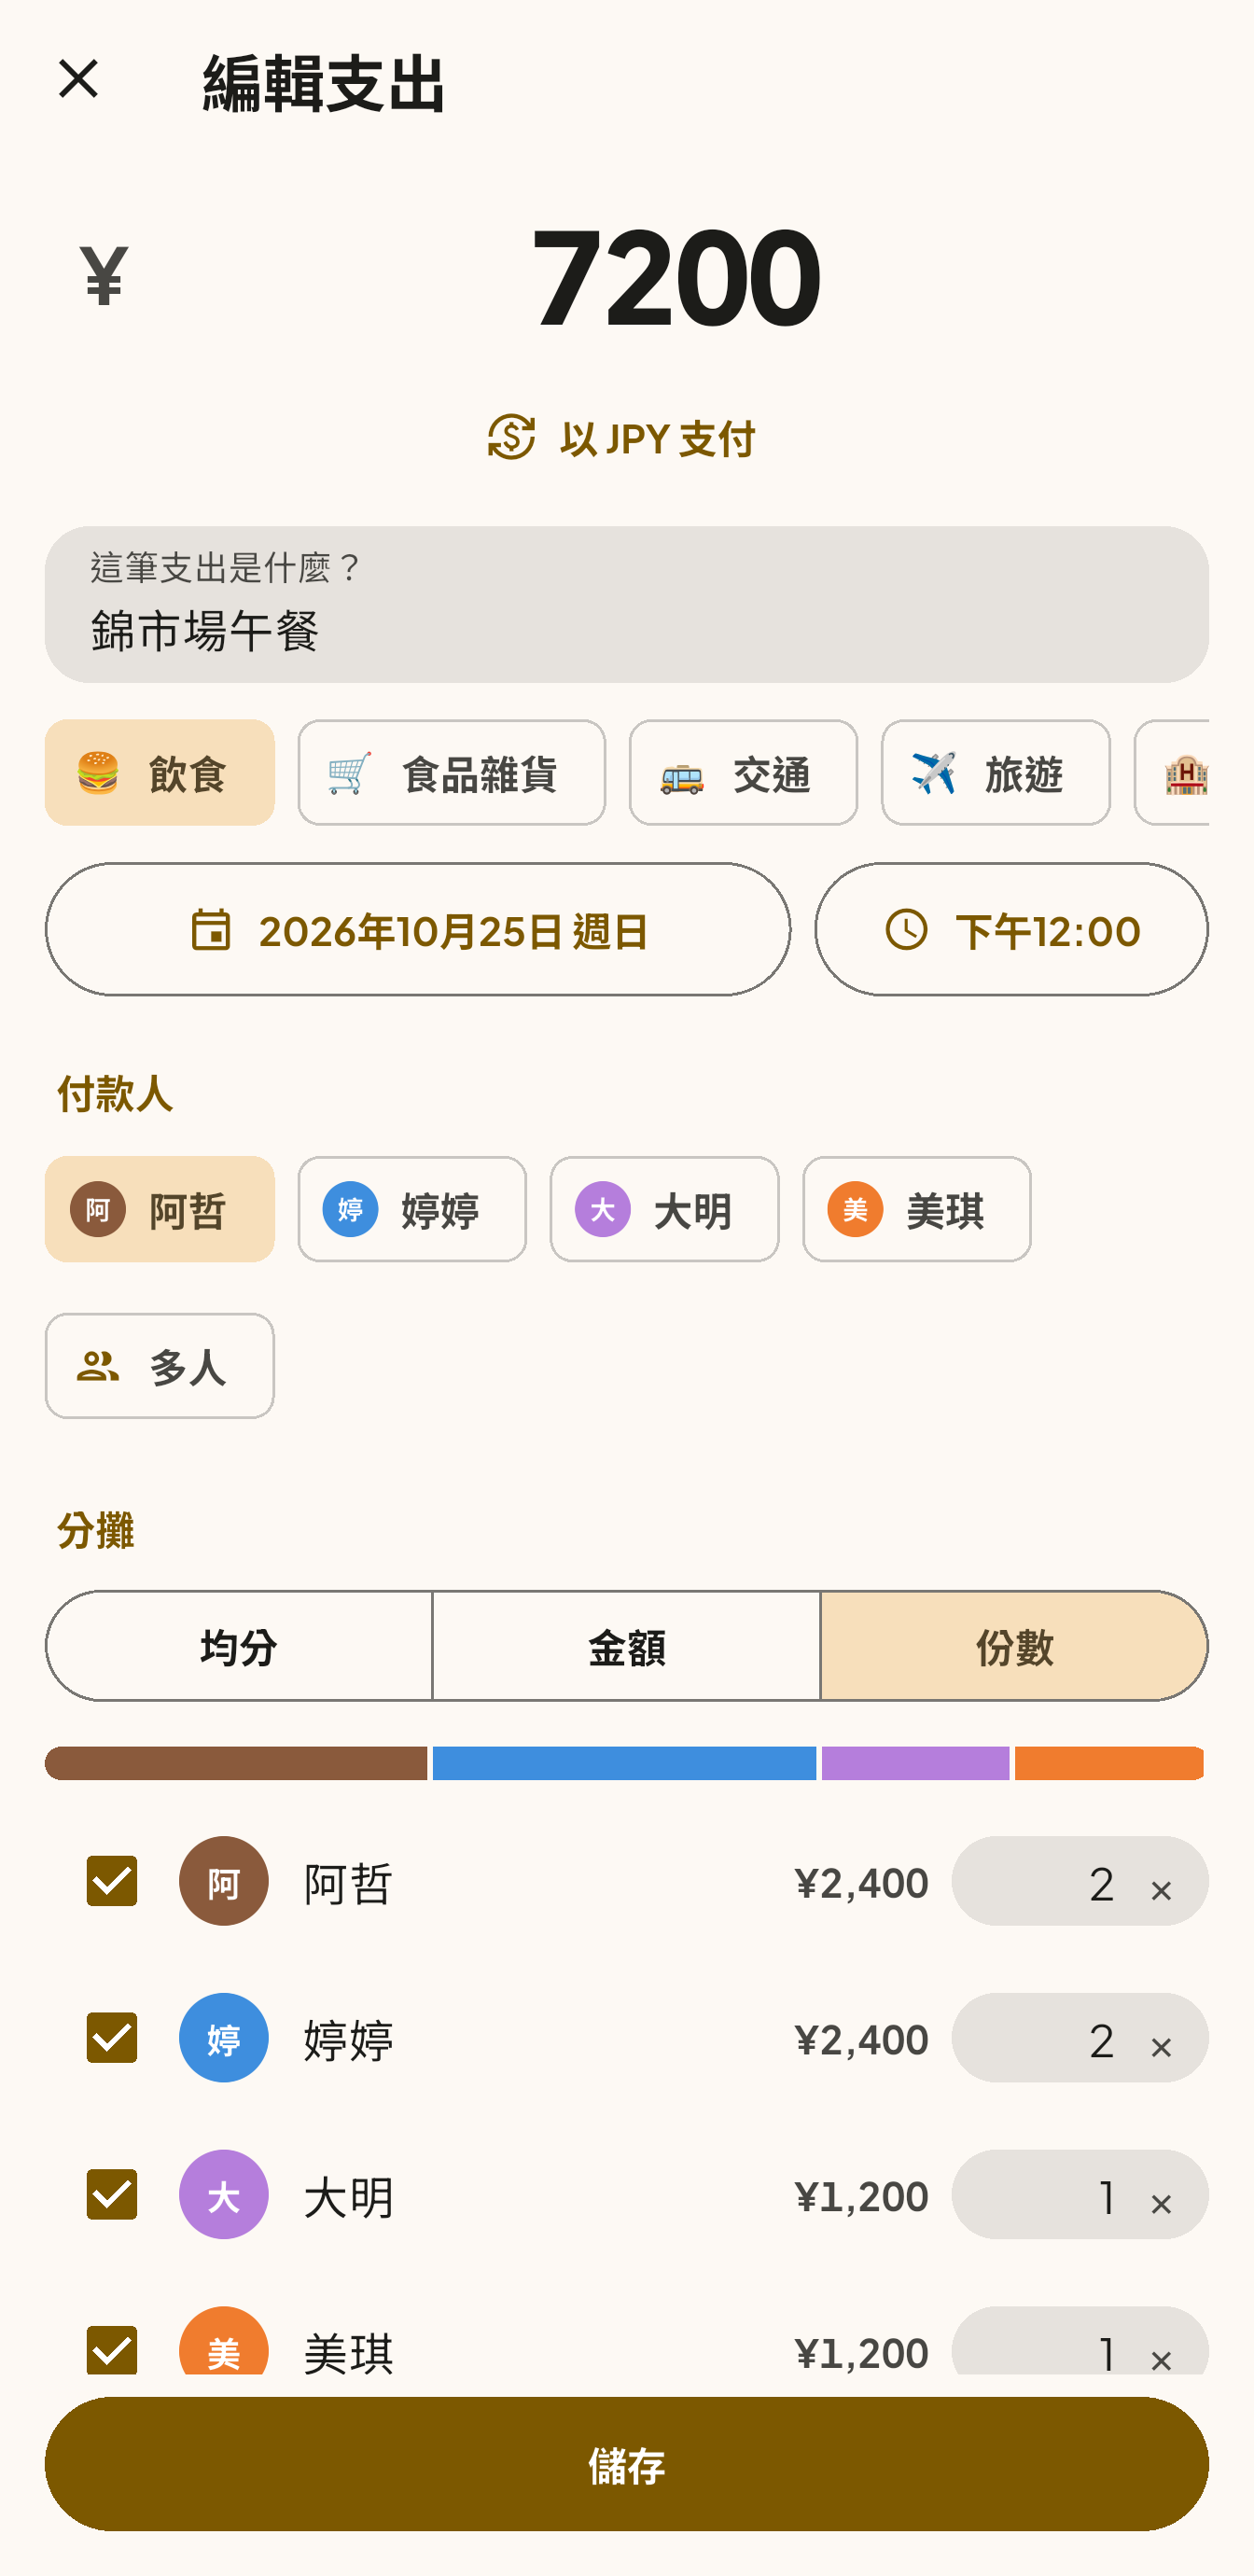 編輯支出
¥ 7200
以 JPY 支付
這筆支出是什麼？
錦市場午餐
飲食 食品雜貨 交通 旅遊
2026年10月25日 週日 下午12:00
付款人
阿 阿哲 婷 婷婷 大 大明 美 美琪
多人
分攤
均分 金額 份數
阿 阿哲 ¥2,400 2 ×
婷 婷婷 ¥2,400 2 ×
大 大明 ¥1,200 1 ×
美 美琪 ¥1,200 1 ×
儲存